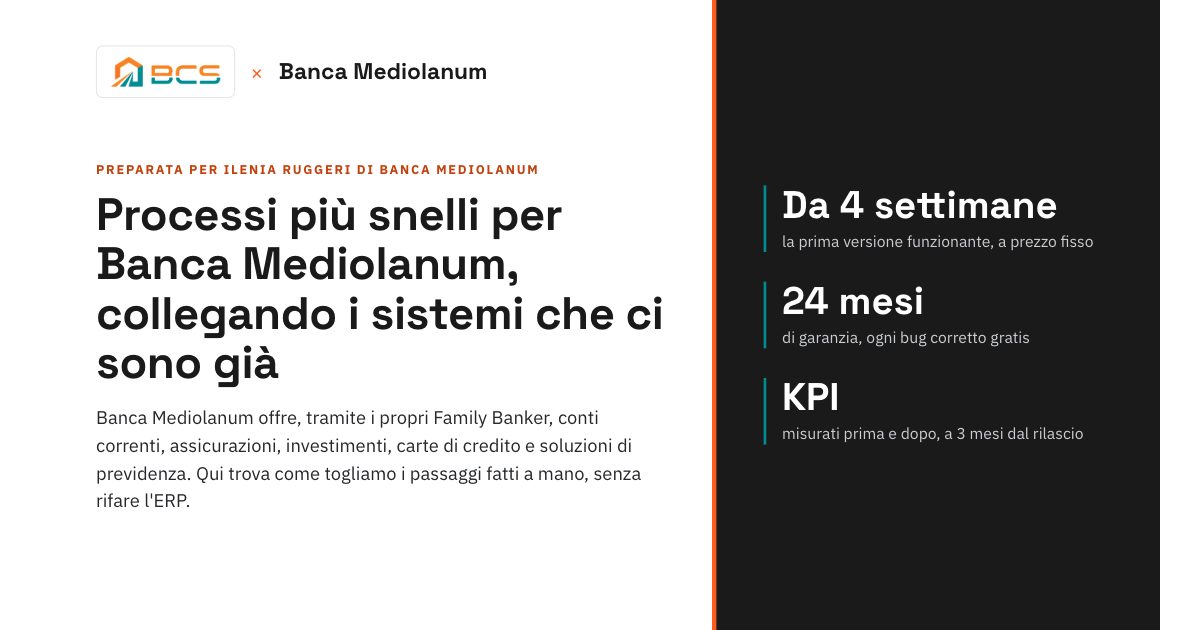 BCS × Banca Mediolanum
PREPARATA PER ILENIA RUGGERI DI BANCA MEDIOLANUM
Processi più snelli per
Banca Mediolanum,
collegando i sistemi che ci
sono già
Banca Mediolanum offre, tramite i propri Family Banker, conti
correnti, assicurazioni, investimenti, carte di credito e soluzioni di
previdenza. Qui trova come togliamo i passaggi fatti a mano, senza
rifare l'ERP.
Da 4 settimane
la prima versione funzionante, a prezzo fisso
24 mesi
di garanzia, ogni bug corretto gratis
KPI
misurati prima e dopo, a 3 mesi dal rilascio